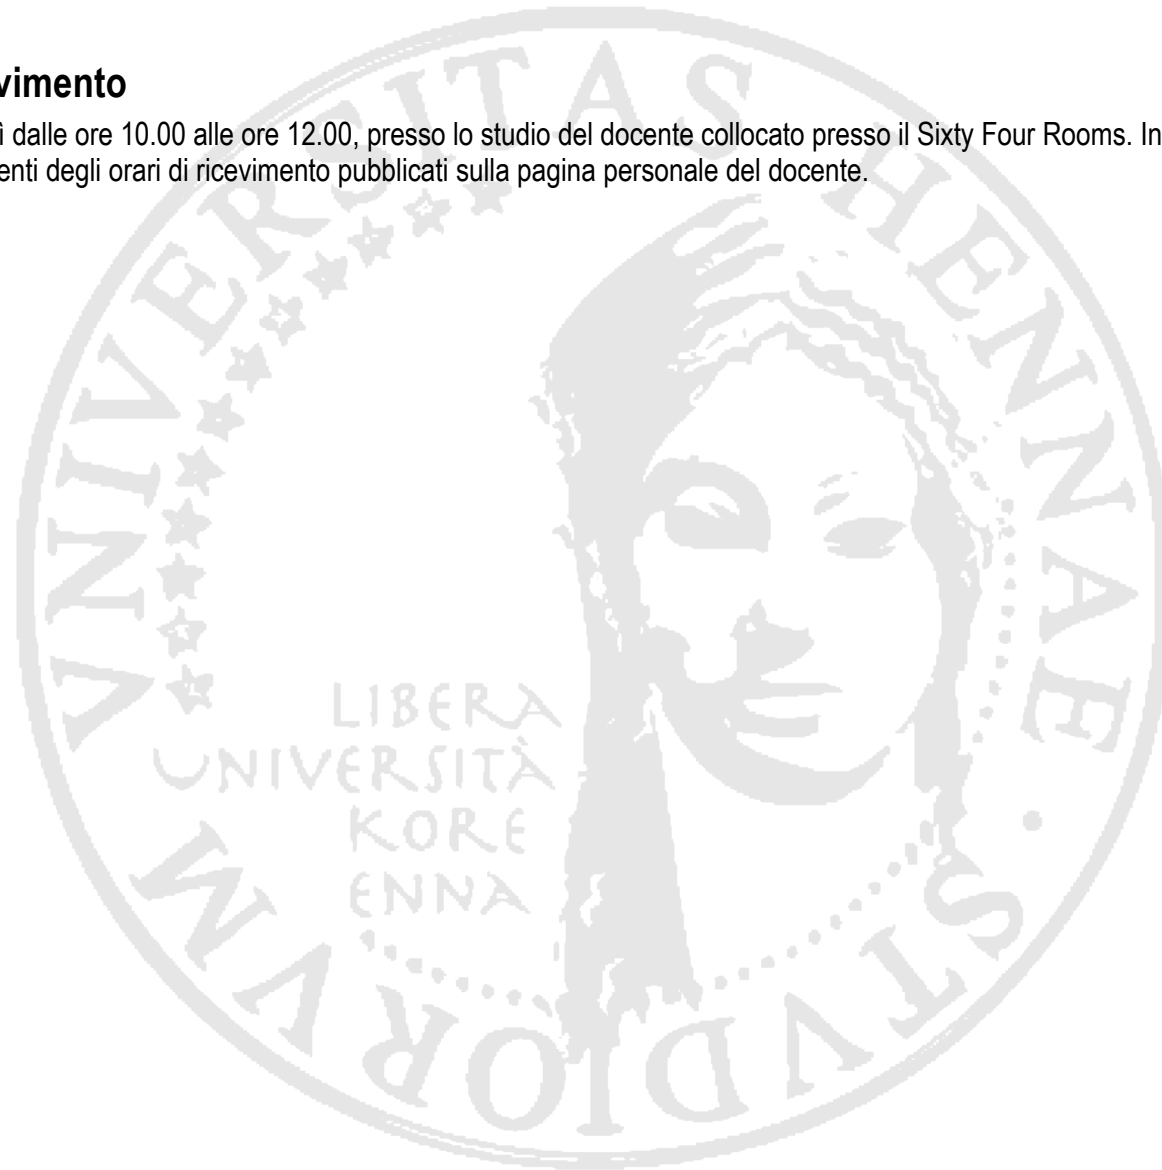 vimento
ì dalle ore 10.00 alle ore 12.00, presso lo studio del docente collocato presso il Sixty Four Rooms. In
enti degli orari di ricevimento pubblicati sulla pagina personale del docente.
VNIVERSITAS HENNAE · STVDIORVM
LIBERA
UNIVERSITÀ
KORE
ENNA